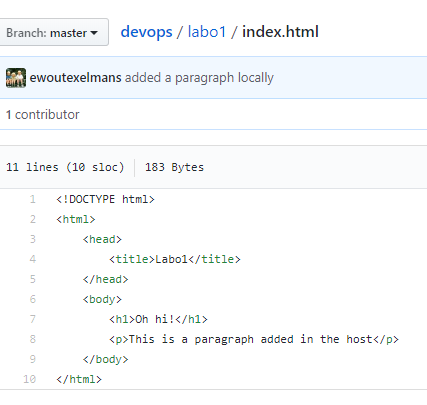 Branch: master
devops / labo1 / index.html
ewoutexelmans added a paragraph locally
1 contributor
11 lines (10 sloc) 183 Bytes
1 <!DOCTYPE html>
2 <html>
3 <head>
4 <title>Labo1</title>
5 </head>
6 <body>
7 <h1>Oh hi!</h1>
8 <p>This is a paragraph added in the host</p>
9 </body>
10 </html>